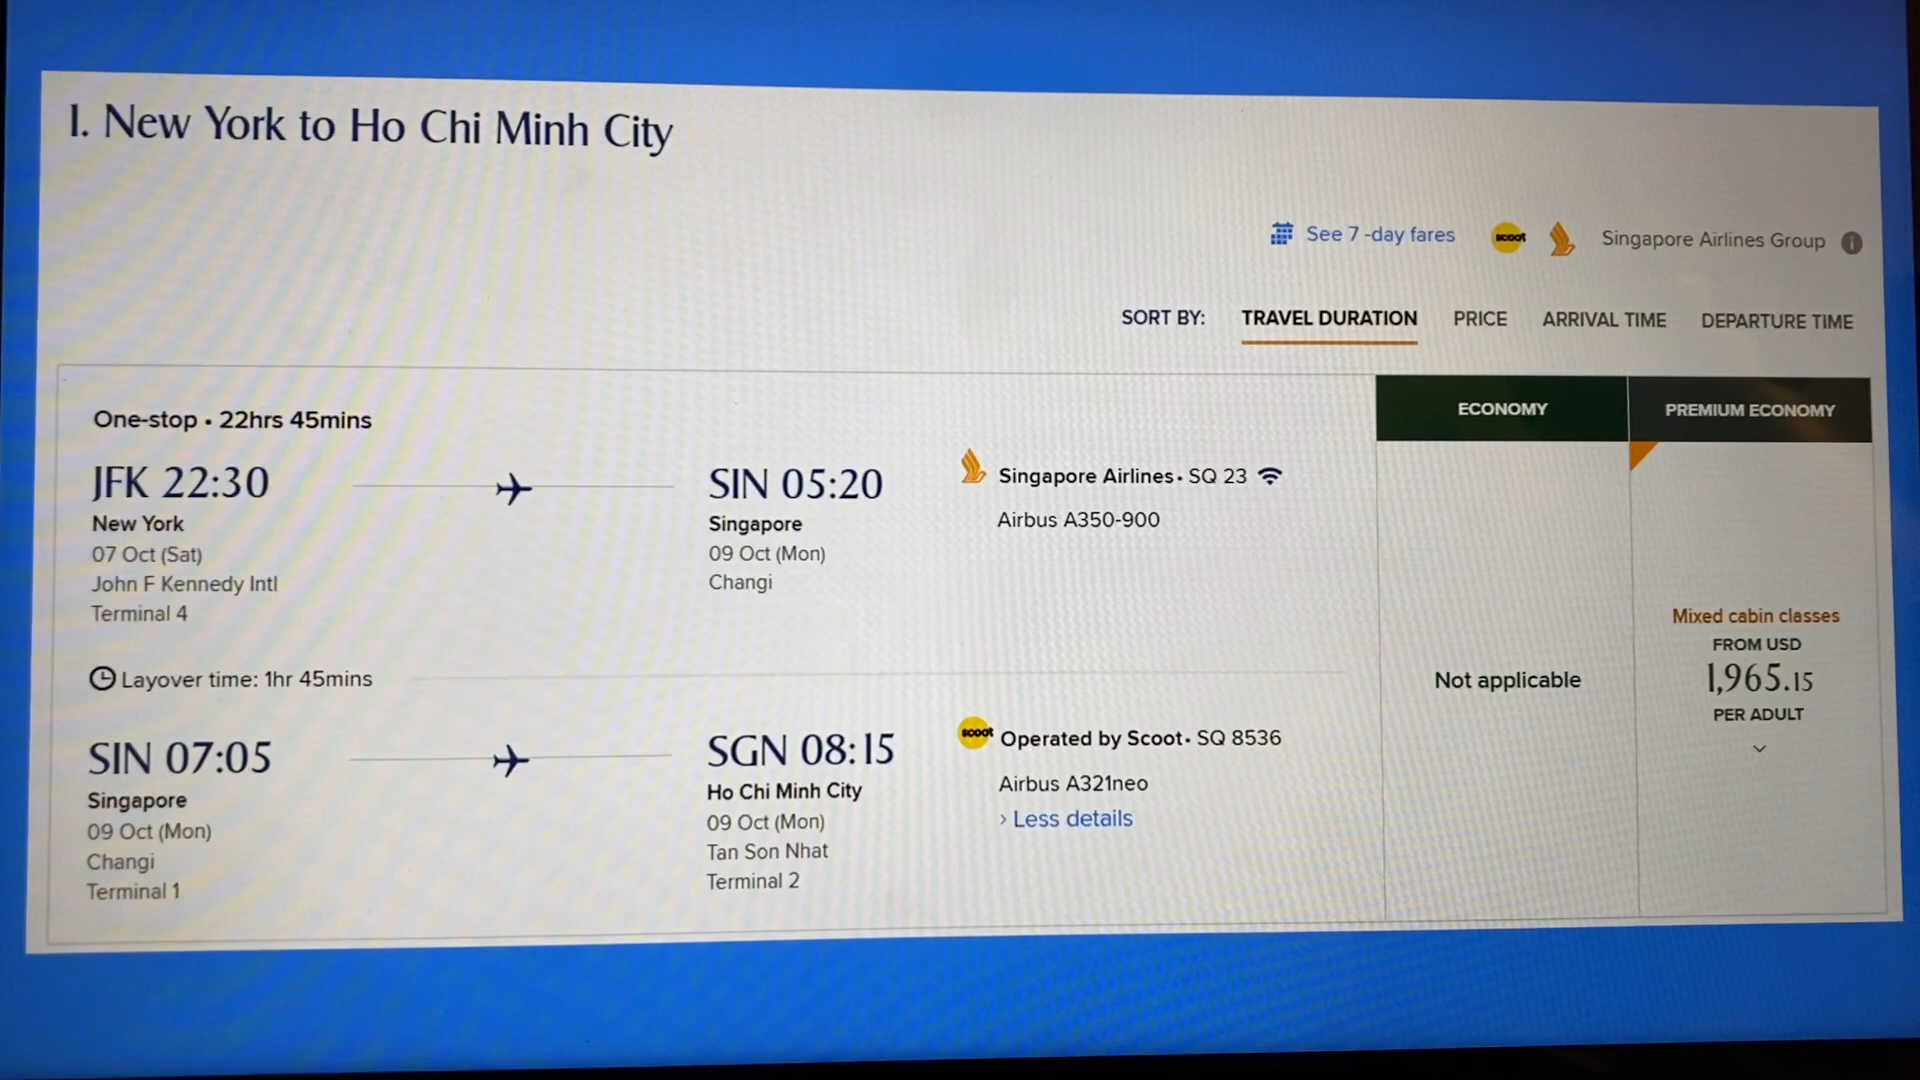 1. New York to Ho Chi Minh City
See 7 -day fares
scoot
Singapore Airlines Group
i
SORT BY: TRAVEL DURATION PRICE ARRIVAL TIME DEPARTURE TIME
ECONOMY
PREMIUM ECONOMY
One-stop • 22hrs 45mins
JFK 22:30
New York
07 Oct (Sat)
John F Kennedy Intl
Terminal 4
SIN 05:20
Singapore
09 Oct (Mon)
Changi
Singapore Airlines • SQ 23
Airbus A350-900
Layover time: 1hr 45mins
SIN 07:05
Singapore
09 Oct (Mon)
Changi
Terminal 1
SGN 08:15
Ho Chi Minh City
09 Oct (Mon)
Tan Son Nhat
Terminal 2
scoot
Operated by Scoot • SQ 8536
Airbus A321neo
› Less details
Not applicable
Mixed cabin classes
FROM USD
1,965.15
PER ADULT